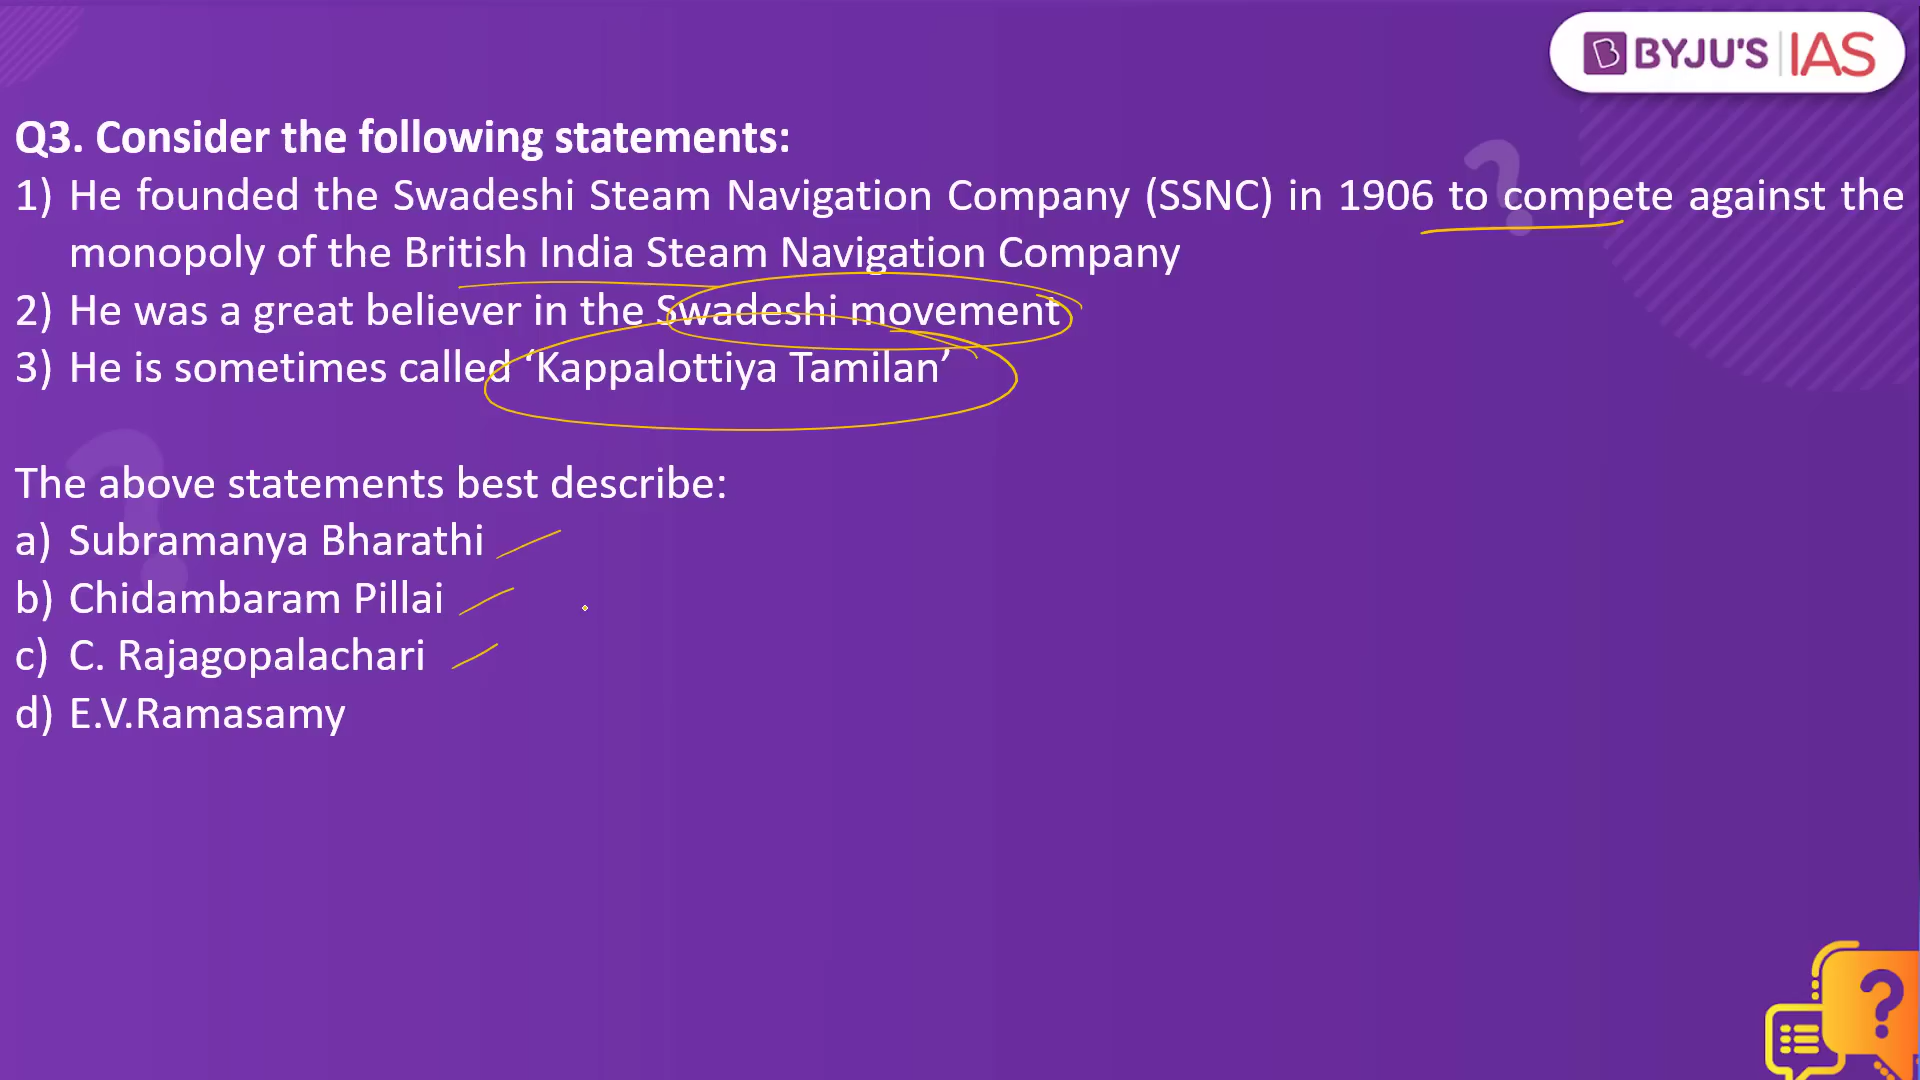 BYJU'S IAS
Q3. Consider the following statements:
1) He founded the Swadeshi Steam Navigation Company (SSNC) in 1906 to compete against the
monopoly of the British India Steam Navigation Company
2) He was a great believer in the Swadeshi movement
3) He is sometimes called ‘Kappalottiya Tamilan’
The above statements best describe:
a) Subramanya Bharathi
b) Chidambaram Pillai
c) C. Rajagopalachari
d) E.V.Ramasamy